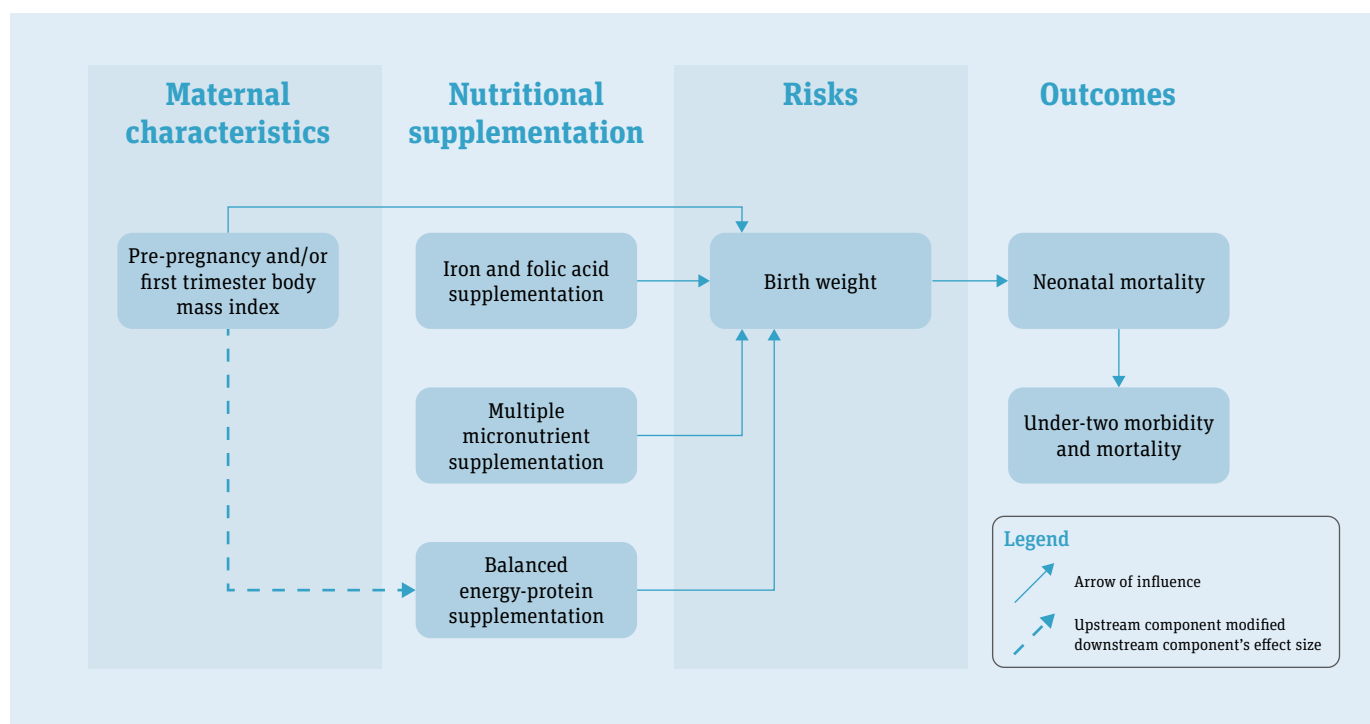 Maternal
characteristics
Nutritional
supplementation
Risks
Outcomes
Pre-pregnancy and/or
first trimester body
mass index
Iron and folic acid
supplementation
Birth weight
Neonatal mortality
Multiple
micronutrient
supplementation
Under-two morbidity
and mortality
Balanced
energy-protein
supplementation
Legend
Arrow of influence
Upstream component modified
downstream component's effect size